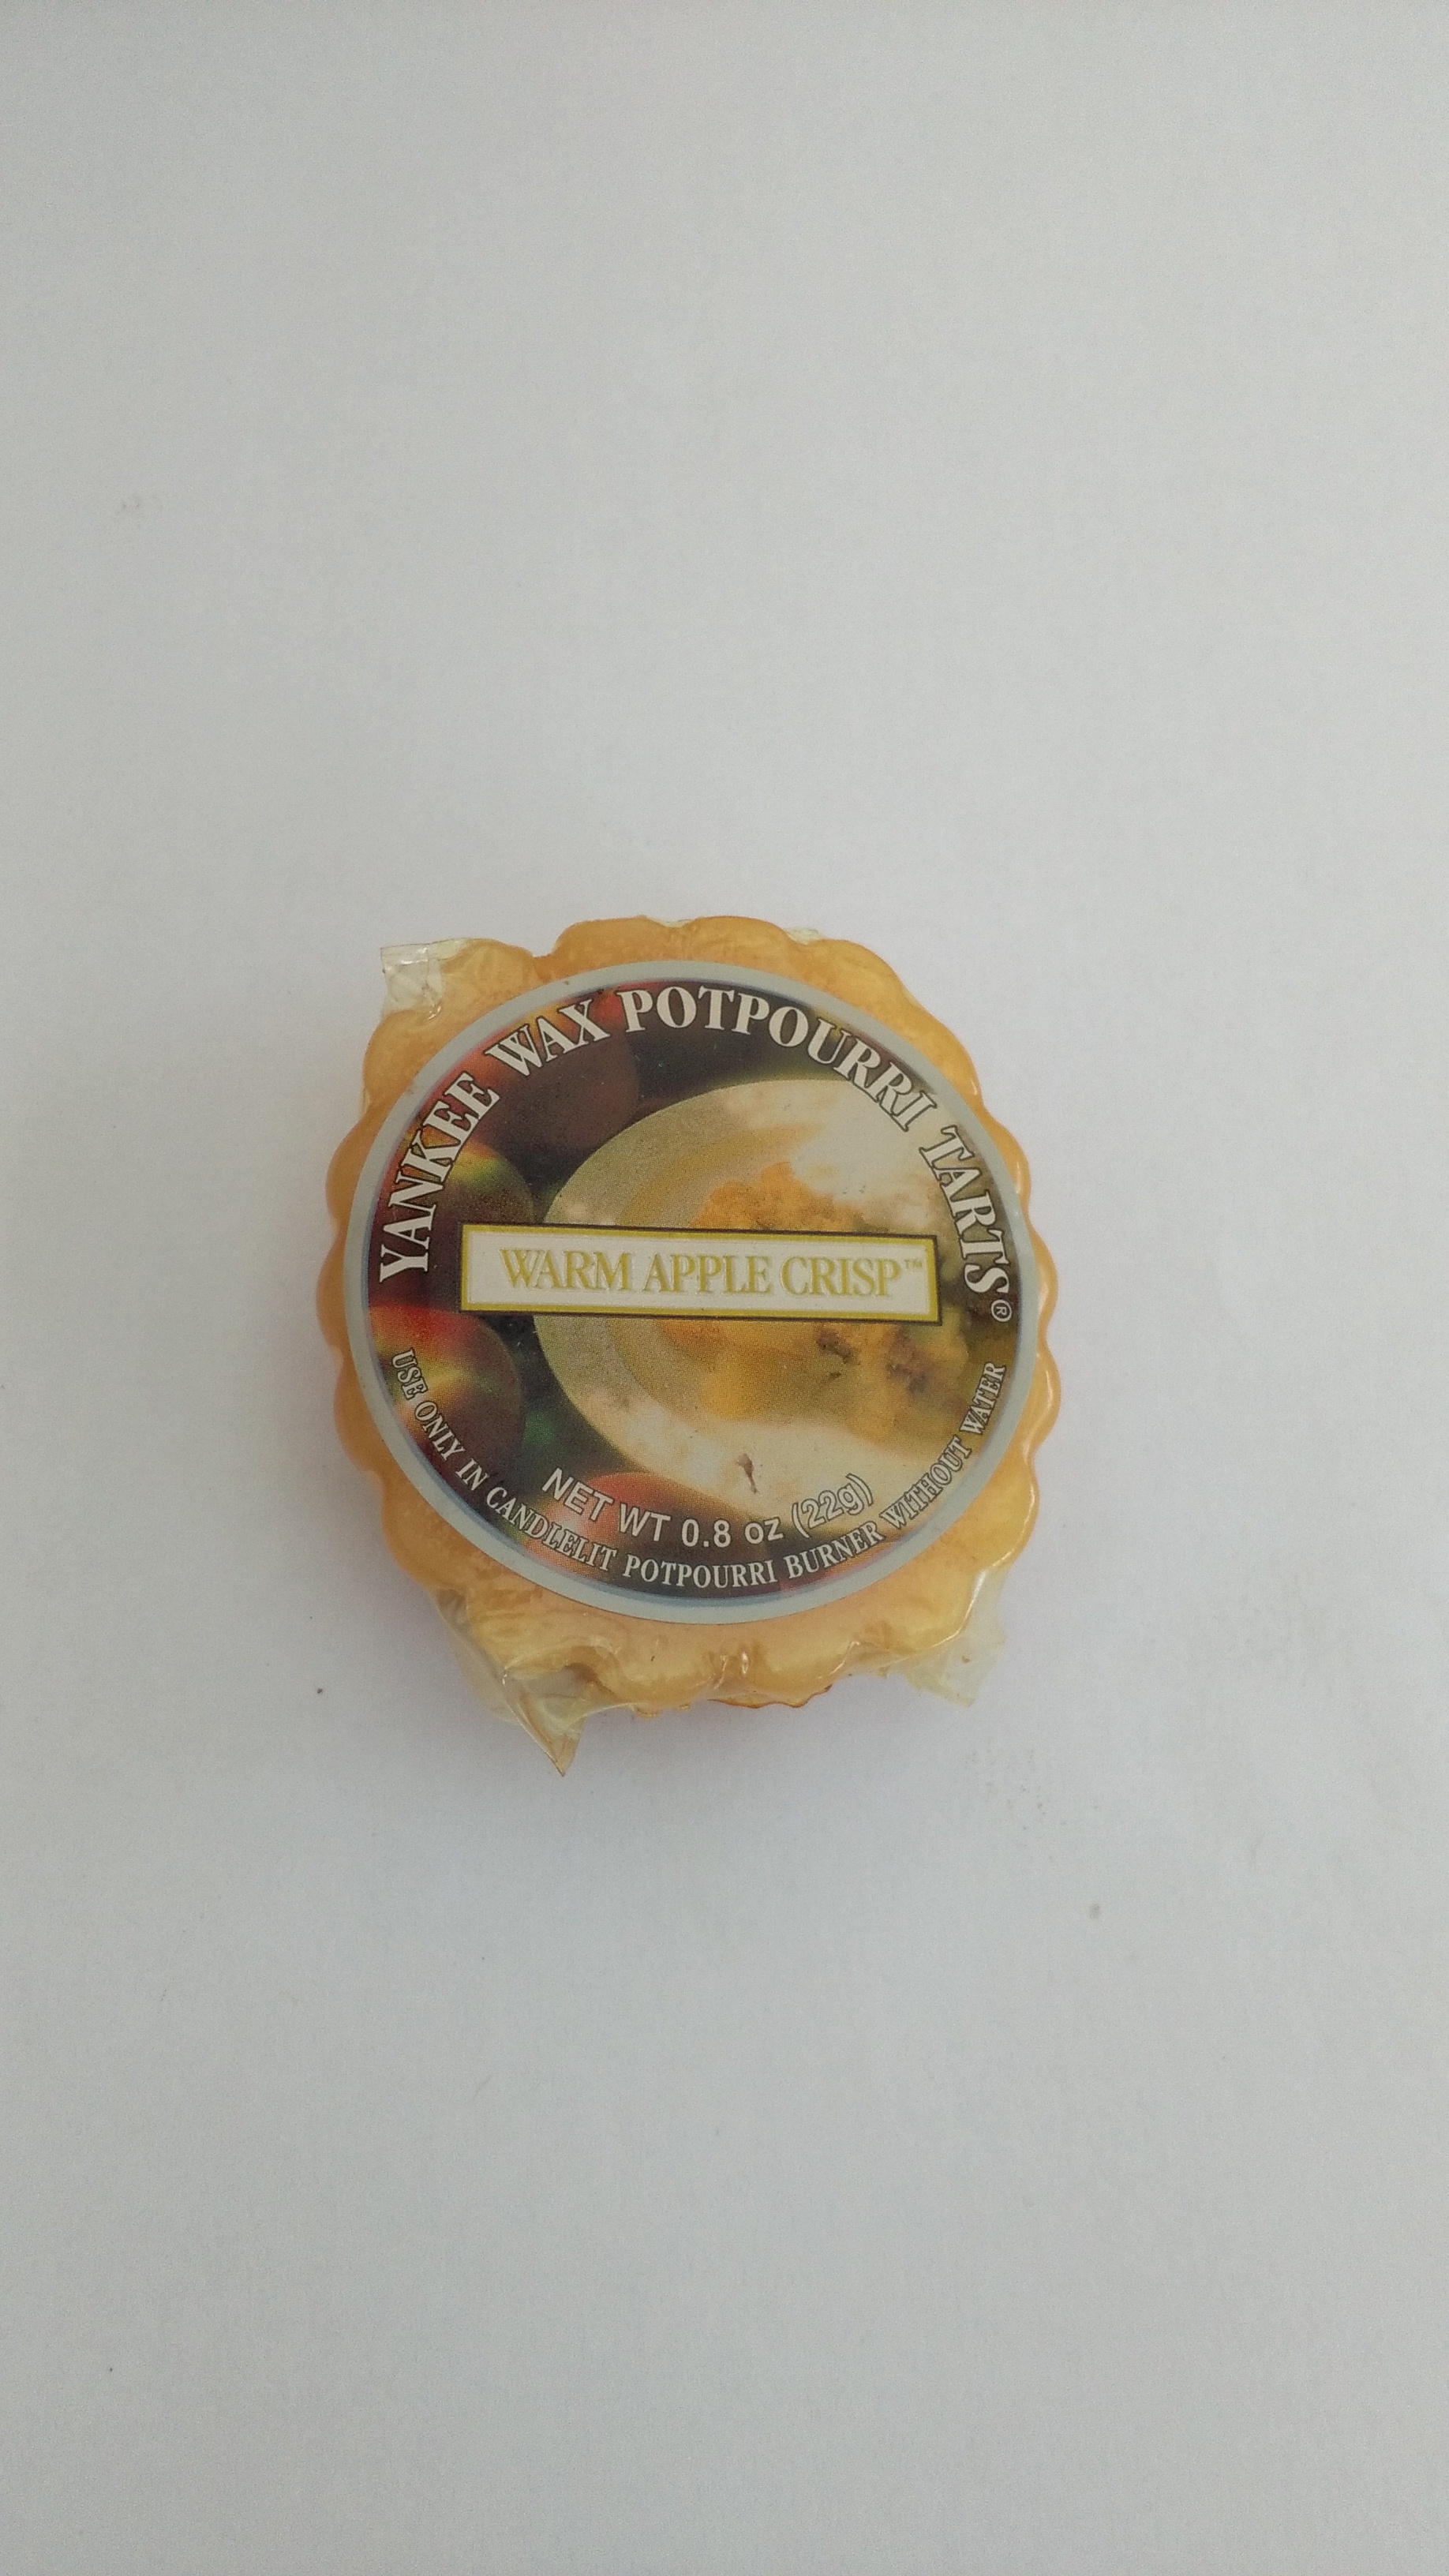 YANKEE WAX POTPOURRI TARTS®
WARM APPLE CRISP™
NET WT 0.8 oz (22g)
USE ONLY IN CANDLELIT POTPOURRI BURNER WITHOUT WATER